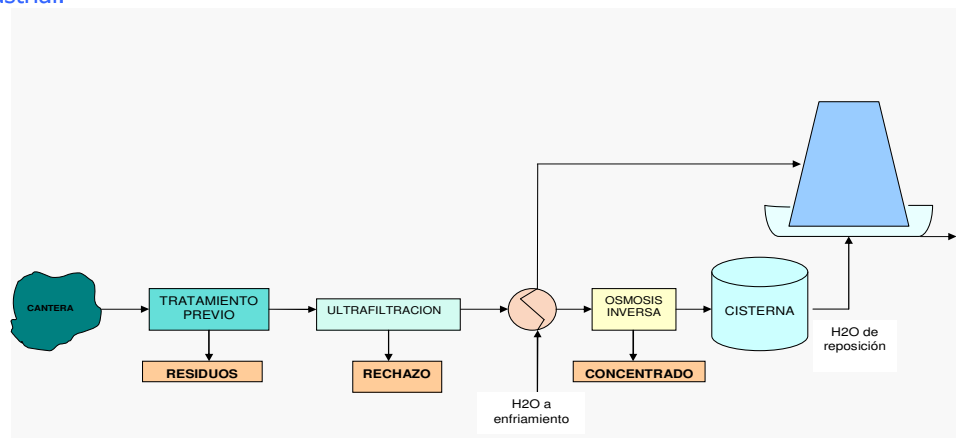 CANTERA
TRATAMIENTO
PREVIO
ULTRAFILTRACION
OSMOSIS
INVERSA
CISTERNA
H2O de
reposición
RESIDUOS
RECHAZO
CONCENTRADO
H2O a
enfriamiento